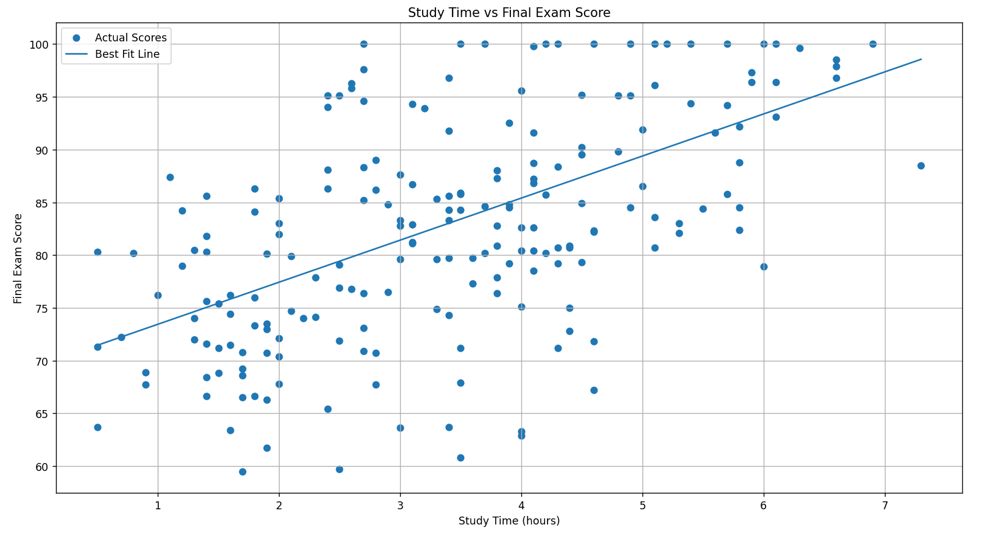 Study Time vs Final Exam Score
Actual Scores
Best Fit Line
Final Exam Score
100
95
90
85
80
75
70
65
60
1 2 3 4 5 6 7
Study Time (hours)